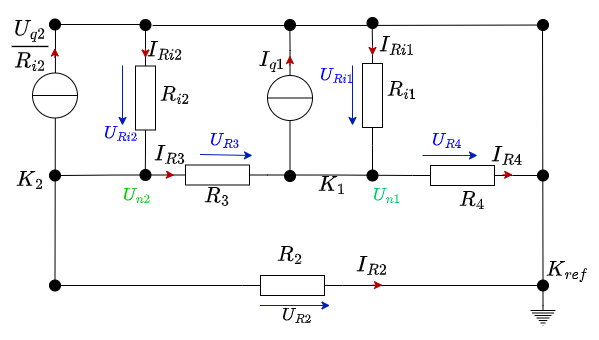 U_{q2}
R_{i2}
I_{Ri2}
I_{q1}
I_{Ri1}
U_{Ri1}
R_{i2}
R_{i1}
U_{Ri2}
I_{R3}
U_{R3}
U_{R4}
I_{R4}
K_2
K_1
U_{n2}
R_3
U_{n1}
R_4
R_2
I_{R2}
K_{ref}
U_{R2}